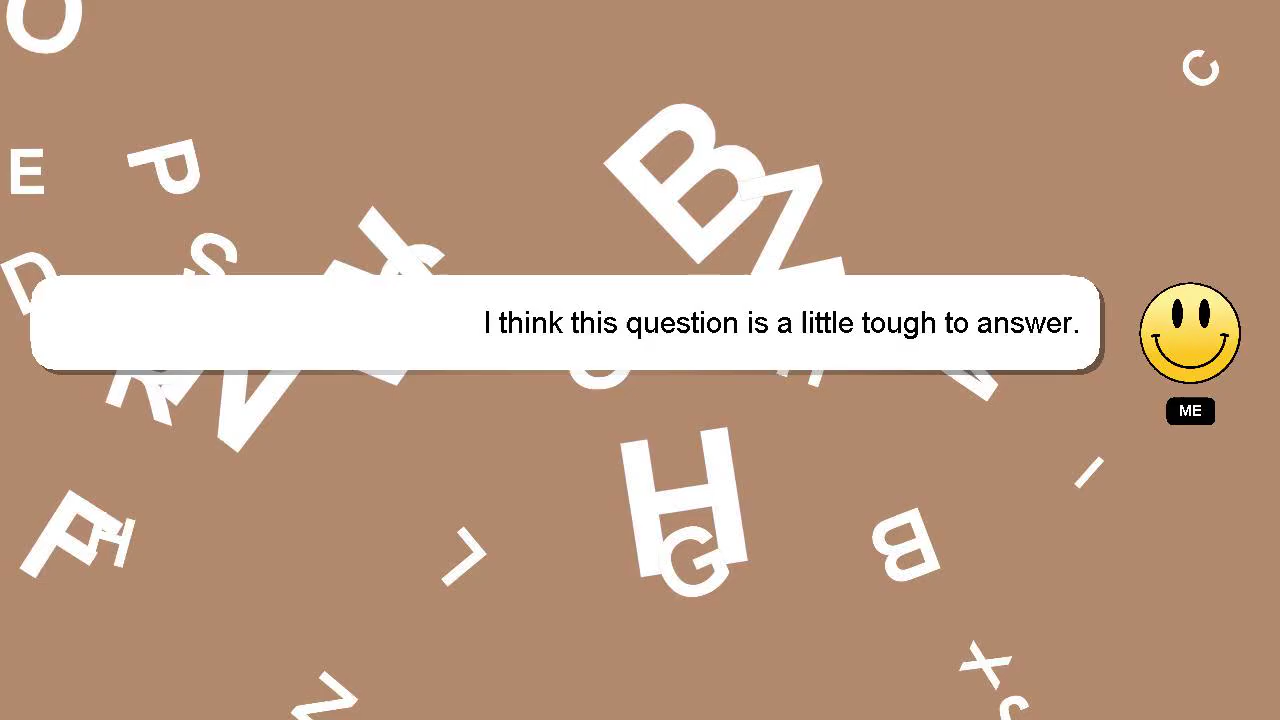 O
C
B
E
P
Z
S
D
I think this question is a little tough to answer.
ME
R
H
I
F
H
G
B
L
X
Z
J